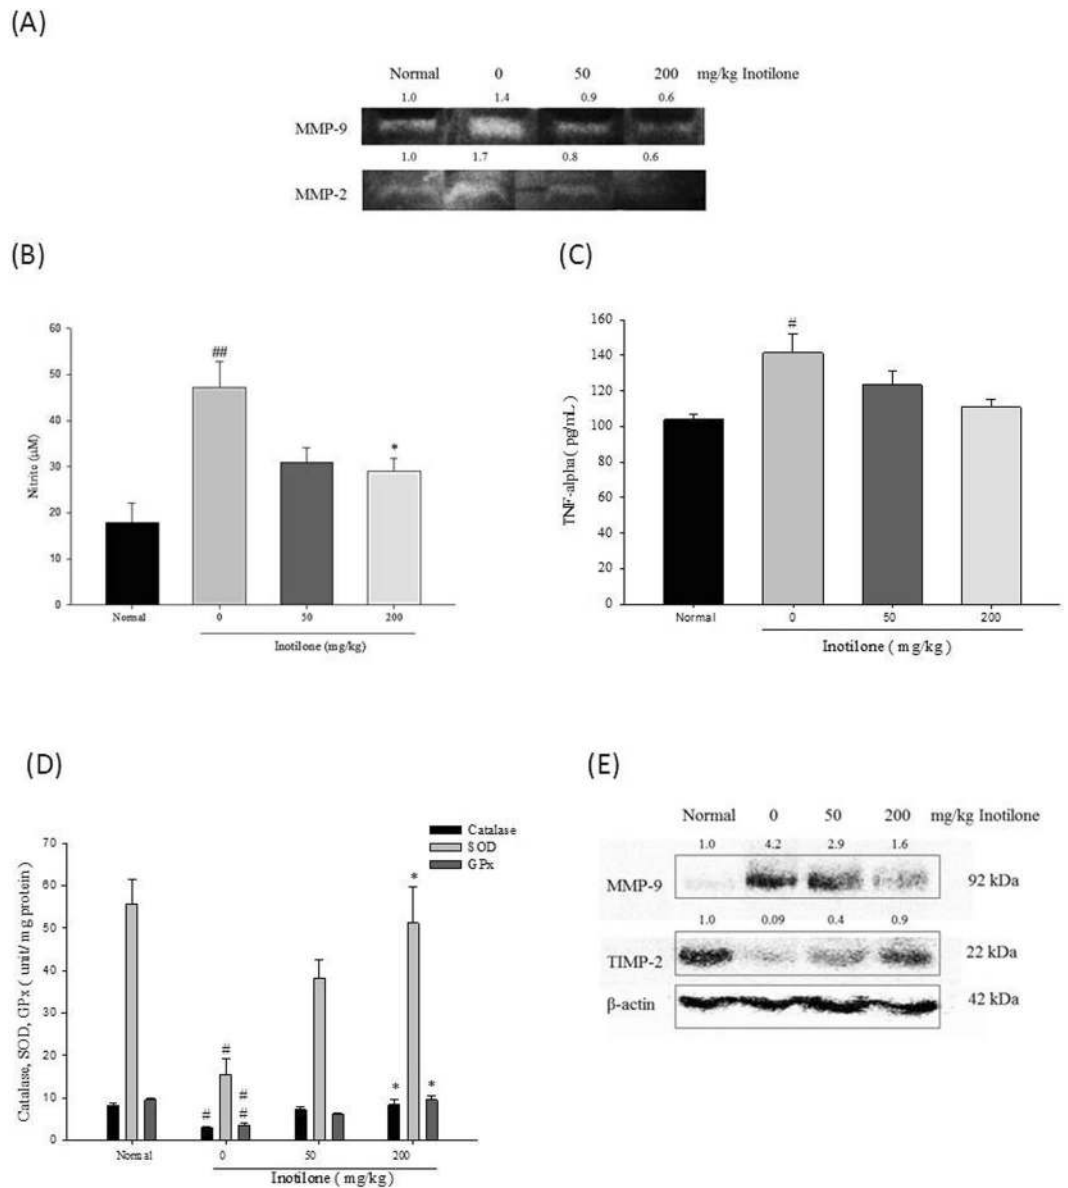 (A)
Normal 0 50 200 mg/kg Inotilone
1.0 1.4 0.9 0.6
MMP-9
1.0 1.7 0.8 0.6
MMP-2
(B)
60
50
40
30
20
10
0
Nitrite (μM)
##
*
Normal 0 50 200
Inotilone (mg/kg)
(C)
160
140
120
100
80
60
40
20
0
TNF-alpha ( pg/mL )
#
Normal 0 50 200
Inotilone ( mg/kg )
(D)
Catalase
SOD
GPx
70
60
50
40
30
20
10
0
Catalase, SOD, GPx ( unit/ mg protein )
#
#
#
#
*
*
*
Normal 0 50 200
Inotilone ( mg/kg )
(E)
Normal 0 50 200 mg/kg Inotilone
1.0 4.2 2.9 1.6
MMP-9 92 kDa
1.0 0.09 0.4 0.9
TIMP-2 22 kDa
β-actin 42 kDa